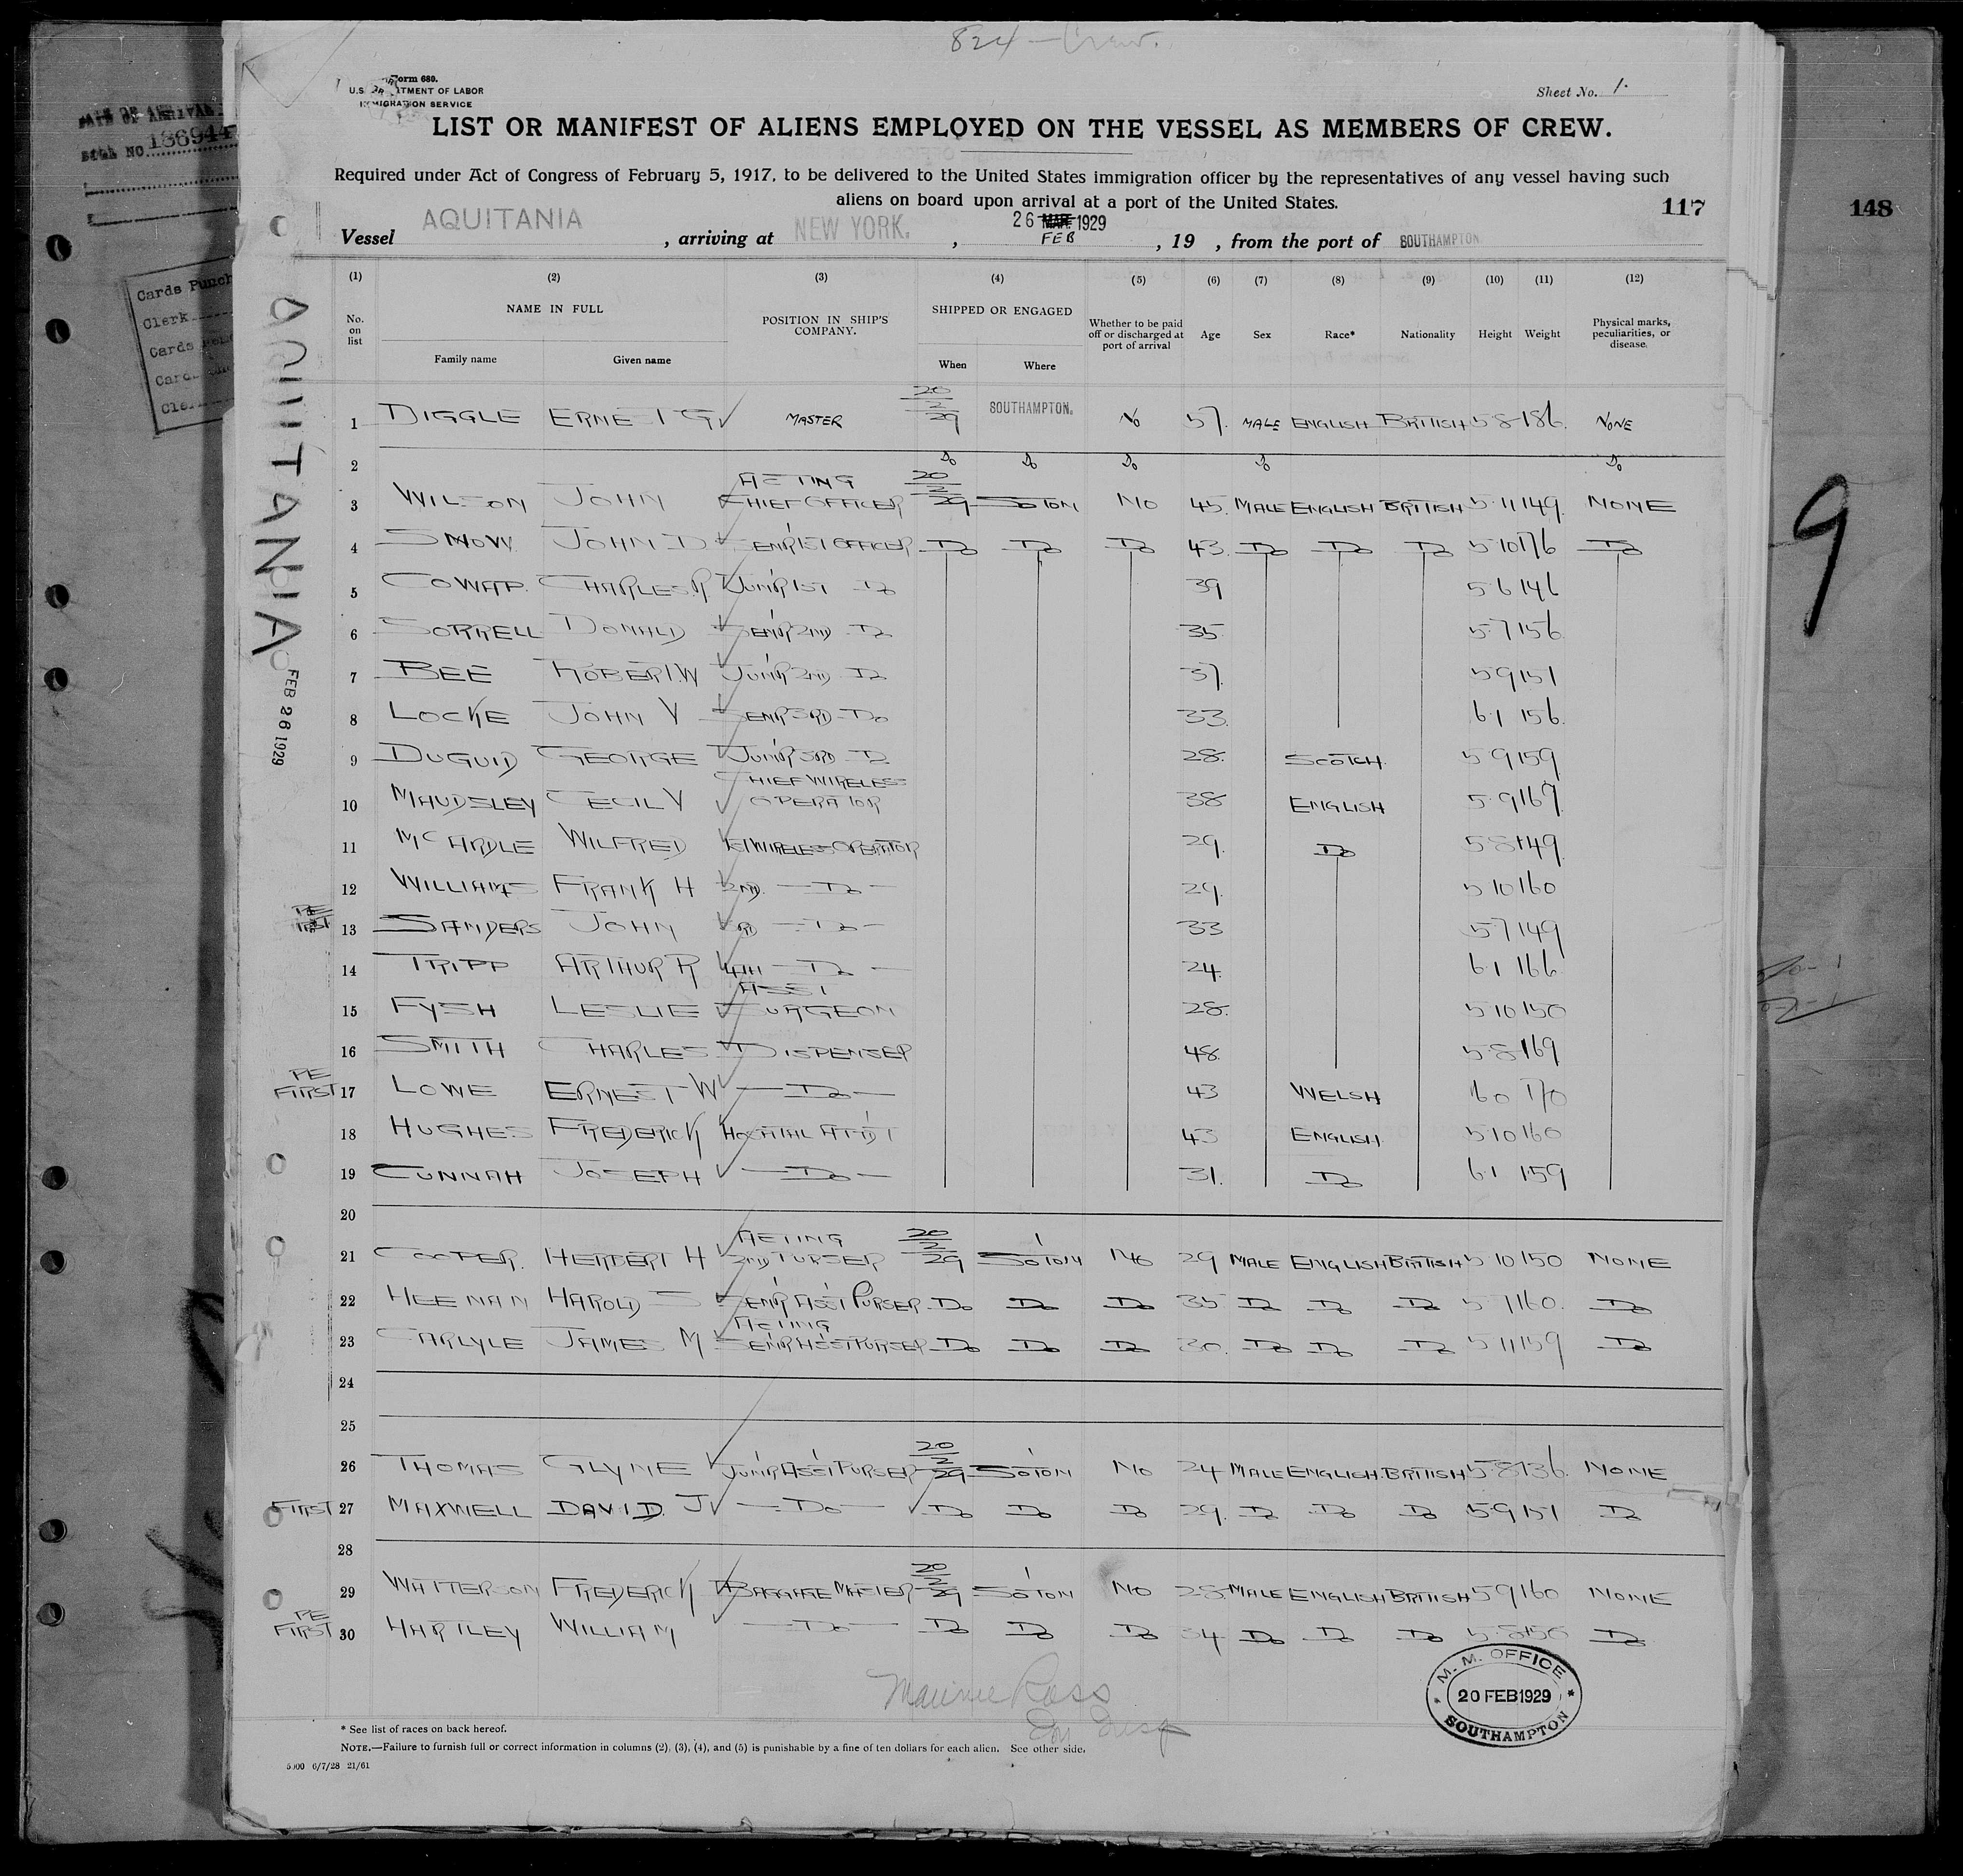 824 — Crew.
Form 680.
U.S. DEPARTMENT OF LABOR
IMMIGRATION SERVICE
Sheet No. 1.
LIST OR MANIFEST OF ALIENS EMPLOYED ON THE VESSEL AS MEMBERS OF CREW.
Required under Act of Congress of February 5, 1917, to be delivered to the United States immigration officer by the representatives of any vessel having such
aliens on board upon arrival at a port of the United States.
117
148
Vessel AQUITANIA, arriving at NEW YORK., 26 MAR. FEB 1929, 19 , from the port of SOUTHAMPTON
(1) (2) (3) (4) (5) (6) (7) (8) (9) (10) (11) (12)
No. on list NAME IN FULL Family name Given name POSITION IN SHIP'S COMPANY. SHIPPED OR ENGAGED When Where Whether to be paid off or discharged at port of arrival Age Sex Race* Nationality Height Weight Physical marks, peculiarities, or disease.
1 DIGGLE ERNEST G MASTER 20/2/29 SOUTHAMPTON. No 57. MALE ENGLISH BRITISH 5 8 186. NONE
2 Do Do Do Do Do
3 WILSON JOHN ACTING CHIEF OFFICER 20/2/29 SOTON NO 45. MALE ENGLISH BRITISH 5 11 149. NONE
4 SNOW. JOHN D SENR 1ST OFFICER Do Do Do 43. Do Do Do 5 10 176 Do
5 COWAP. CHARLES.R JUNR 1ST Do 39 5 6 146
6 SORRELL DONALD SENR 2ND Do 35. 5.7 156
7 BEE ROBERT.W JUNR 2ND Do 37. 5 9 151
8 LOCKE JOHN V SENR 3RD Do 33. 6.1 156.
9 DUGUID GEORGE JUNR 3RD Do 28. SCOTCH. 5 9 159
10 MAUDSLEY CECIL V CHIEF WIRELESS OPERATOR 38 ENGLISH 5.9 167.
11 McARDLE WILFRED WIRELESS OPERATOR 29. Do 5.8 149.
12 WILLIAMS FRANK H 2ND. — Do — 29. 5 10 160
13 SANDERS JOHN 3RD — Do — 33 5.7 149
14 TRIPP ARTHUR R 4TH — Do — 24. 6.1 166
15 FYSH LESLIE ASST SURGEON 28. 5 10 150
16 SMITH CHARLES DISPENSER 48. 5.8 169
PE FIRST 17 LOWE ERNEST W — Do — 43 WELSH 6 0 170
18 HUGHES FREDERICK HOSPITAL ATTDT 43 ENGLISH. 5 10 160
19 CUNNAH JOSEPH — Do — 31. Do 6.1 159
20
21 COOPER. HERBERT H ACTING 2ND PURSER 20/2/29 SOTON NO 29 MALE ENGLISH BRITISH 5 10 150 NONE
22 HEENAN HAROLD S SENR ASST PURSER Do Do Do 35 Do Do Do 5 7 160. Do
23 CARLYLE JAMES M ACTING SENR ASST PURSER Do Do Do 30. Do Do Do 5 11 159 Do
24
25
26 THOMAS GLYNE JUNR ASST PURSER 20/2/29 SOTON NO 24 MALE ENGLISH. BRITISH 5.8 136. NONE
FIRST 27 MAXWELL DAVID. J — Do — Do Do Do 29. Do Do Do 5.9 151 Do
28
29 WATTERSON FREDERICK BAGGAGE MASTER 20/2/29 SOTON NO 28. MALE ENGLISH BRITISH 5 9 160 NONE
PE FIRST 30 HARTLEY WILLIAM — Do — Do Do Do 34 Do Do Do 5.8 150 Do
AQUITANIA
FEB 26 1929
9
M. M. OFFICE
20 FEB 1929
SOUTHAMPTON
* See list of races on back hereof.
NOTE.—Failure to furnish full or correct information in columns (2), (3), (4), and (5) is punishable by a fine of ten dollars for each alien. See other side.
5000 6/7/28 21/61